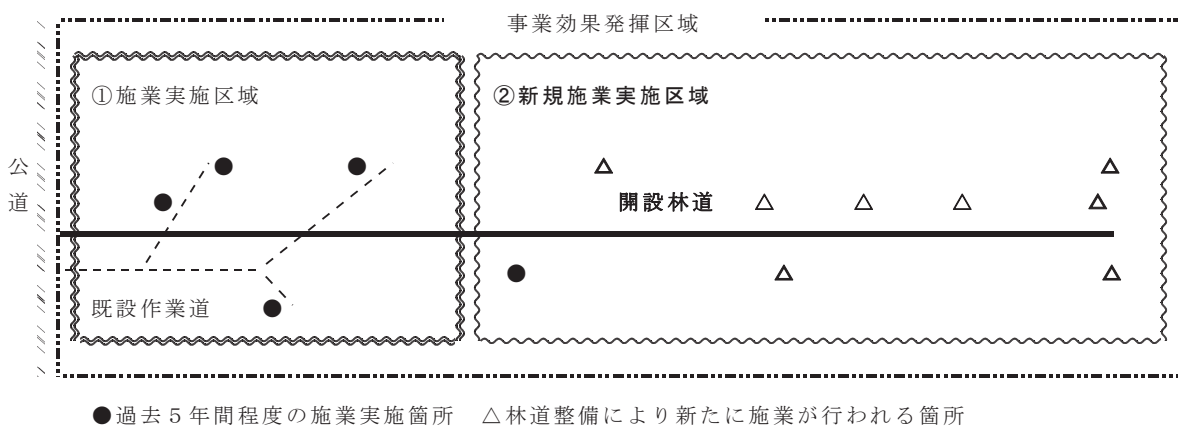 事業効果発揮区域
①施業実施区域
②新規施業実施区域
公道
開設林道
既設作業道
●過去５年間程度の施業実施箇所　△林道整備により新たに施業が行われる箇所